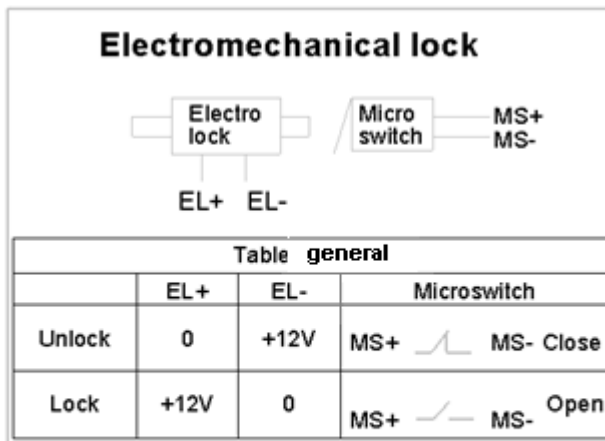 Electromechanical lock
Electro
lock
Micro
switch
MS+
MS-
EL+ EL-
Table general
EL+ EL- Microswitch
Unlock 0 +12V MS+ MS- Close
Lock +12V 0 MS+ MS- Open